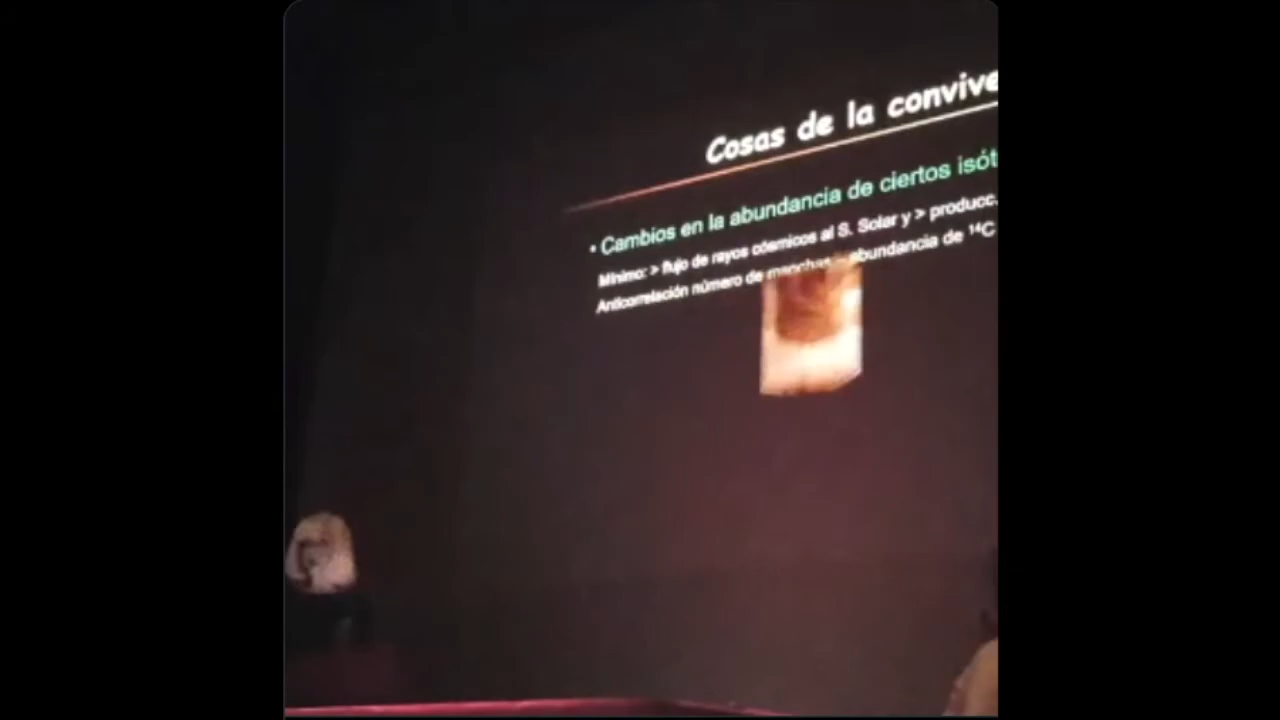 Cosas de la convive
• Cambios en la abundancia de ciertos isót
Mínimo: > flujo de rayos cósmicos al S. Solar y > producc.
Anticorrelación número de manchas abundancia de ¹⁴C